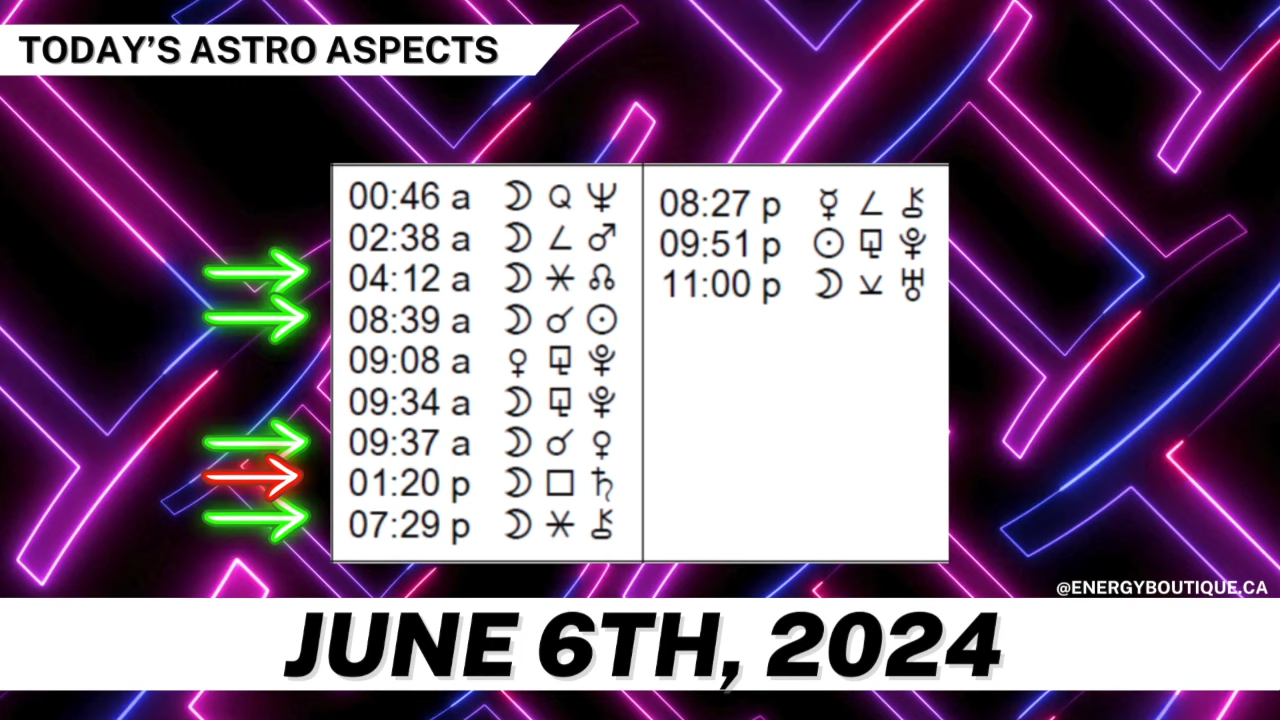 TODAY’S ASTRO ASPECTS
00:46 a ☽ Q ♆
02:38 a ☽ ∠ ♂
04:12 a ☽ ⚹ ☊
08:39 a ☽ ☌ ☉
09:08 a ♀ ⚼ ♇
09:34 a ☽ ⚼ ♇
09:37 a ☽ ☌ ♀
01:20 p ☽ □ ♄
07:29 p ☽ ⚹ ⚷
08:27 p ☿ ∠ ⚷
09:51 p ☉ ⚼ ♇
11:00 p ☽ ⚺ ♅
@ENERGYBOUTIQUE.CA
JUNE 6TH, 2024